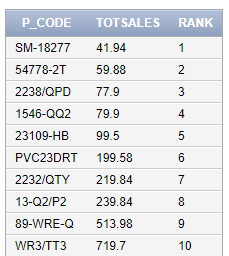 P_CODE TOTSALES RANK
SM-18277 41.94 1
54778-2T 59.88 2
2238/QPD 77.9 3
1546-QQ2 79.9 4
23109-HB 99.5 5
PVC23DRT 199.58 6
2232/QTY 219.84 7
13-Q2/P2 239.84 8
89-WRE-Q 513.98 9
WR3/TT3 719.7 10